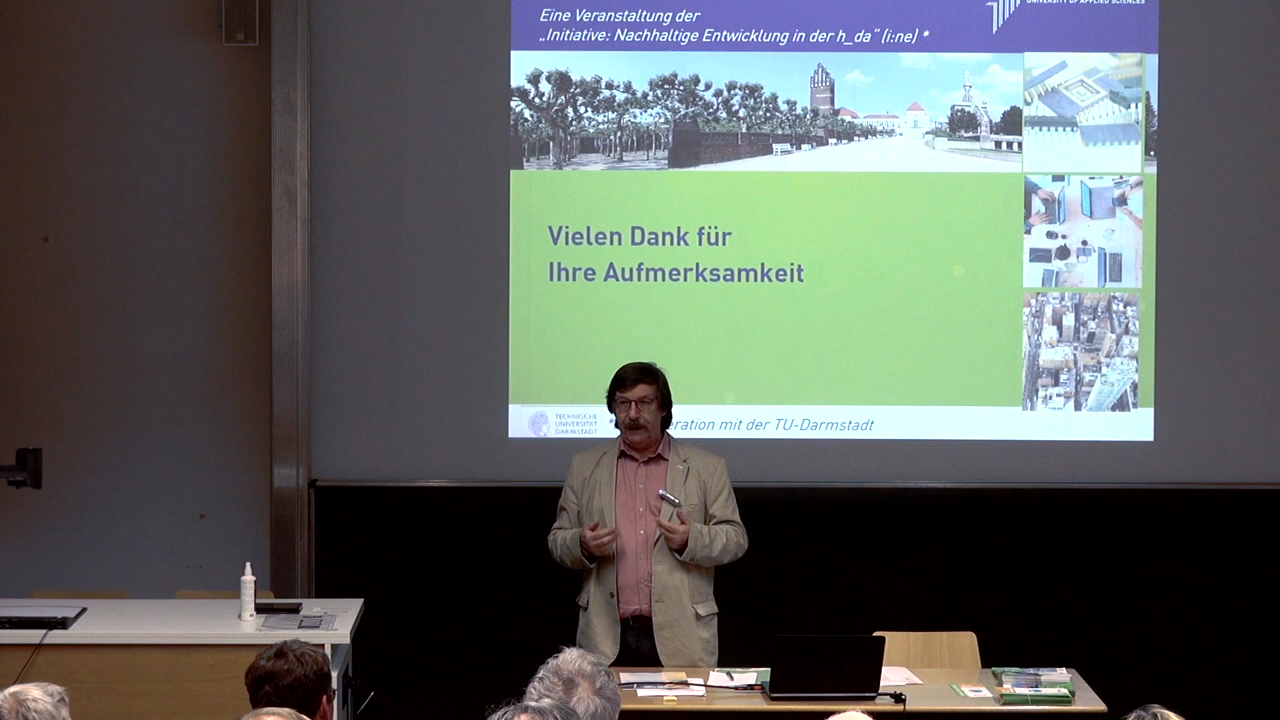 UNIVERSITY OF APPLIED SCIENCES
Eine Veranstaltung der
„Initiative: Nachhaltige Entwicklung in der h_da“ (i:ne) *
Vielen Dank für
Ihre Aufmerksamkeit
TECHNISCHE
UNIVERSITÄT
DARMSTADT
mit der TU-Darmstadt